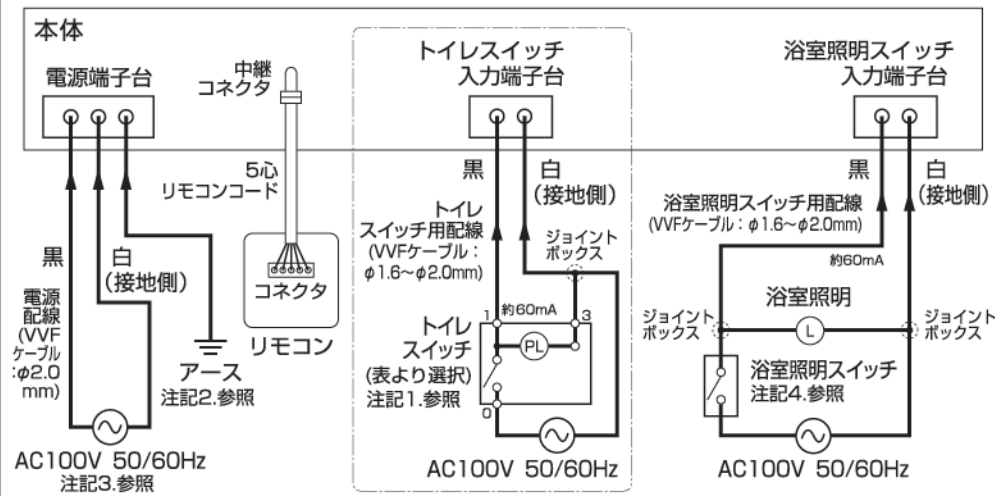 本体
電源端子台
中継
コネクタ
5心
リモコンコード
コネクタ
リモコン
黒
白
(接地側)
電源
配線
(VVF
ケーブル
:φ2.0
mm)
アース
注記2.参照
AC100V 50/60Hz
注記3.参照
トイレスイッチ
入力端子台
黒
白
(接地側)
トイレ
スイッチ用配線
(VVFケーブル:
φ1.6〜φ2.0mm)
ジョイント
ボックス
1
約60mA
3
PL
トイレ
スイッチ
(表より選択)
注記1.参照
0
AC100V 50/60Hz
浴室照明スイッチ
入力端子台
黒
白
(接地側)
浴室照明スイッチ用配線
(VVFケーブル:φ1.6〜φ2.0mm)
約60mA
浴室照明
ジョイント
ボックス
L
ジョイント
ボックス
浴室照明スイッチ
注記4.参照
AC100V 50/60Hz